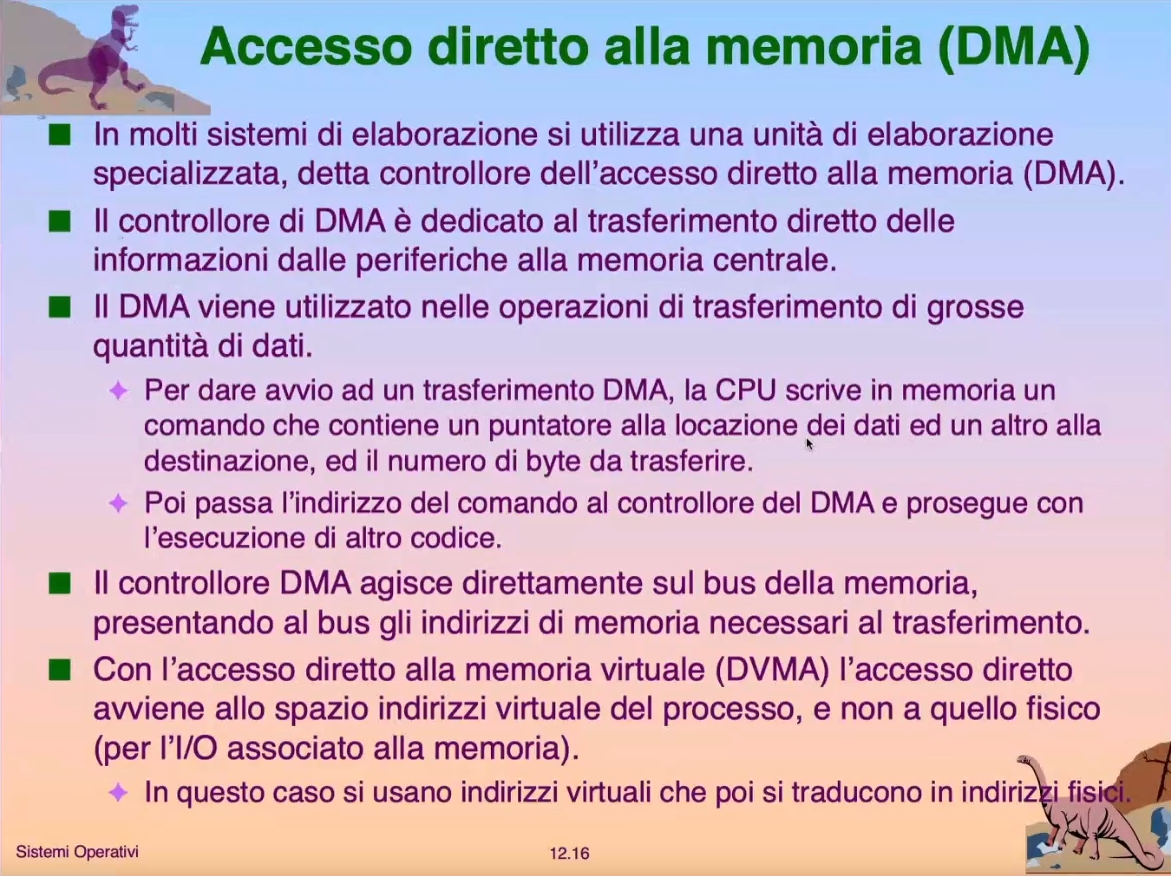 Accesso diretto alla memoria (DMA)
In molti sistemi di elaborazione si utilizza una unità di elaborazione
specializzata, detta controllore dell'accesso diretto alla memoria (DMA).
Il controllore di DMA è dedicato al trasferimento diretto delle
informazioni dalle periferiche alla memoria centrale.
Il DMA viene utilizzato nelle operazioni di trasferimento di grosse
quantità di dati.
Per dare avvio ad un trasferimento DMA, la CPU scrive in memoria un
comando che contiene un puntatore alla locazione dei dati ed un altro alla
destinazione, ed il numero di byte da trasferire.
Poi passa l'indirizzo del comando al controllore del DMA e prosegue con
l'esecuzione di altro codice.
Il controllore DMA agisce direttamente sul bus della memoria,
presentando al bus gli indirizzi di memoria necessari al trasferimento.
Con l'accesso diretto alla memoria virtuale (DVMA) l'accesso diretto
avviene allo spazio indirizzi virtuale del processo, e non a quello fisico
(per l'I/O associato alla memoria).
In questo caso si usano indirizzi virtuali che poi si traducono in indirizzi fisici.
Sistemi Operativi
12.16